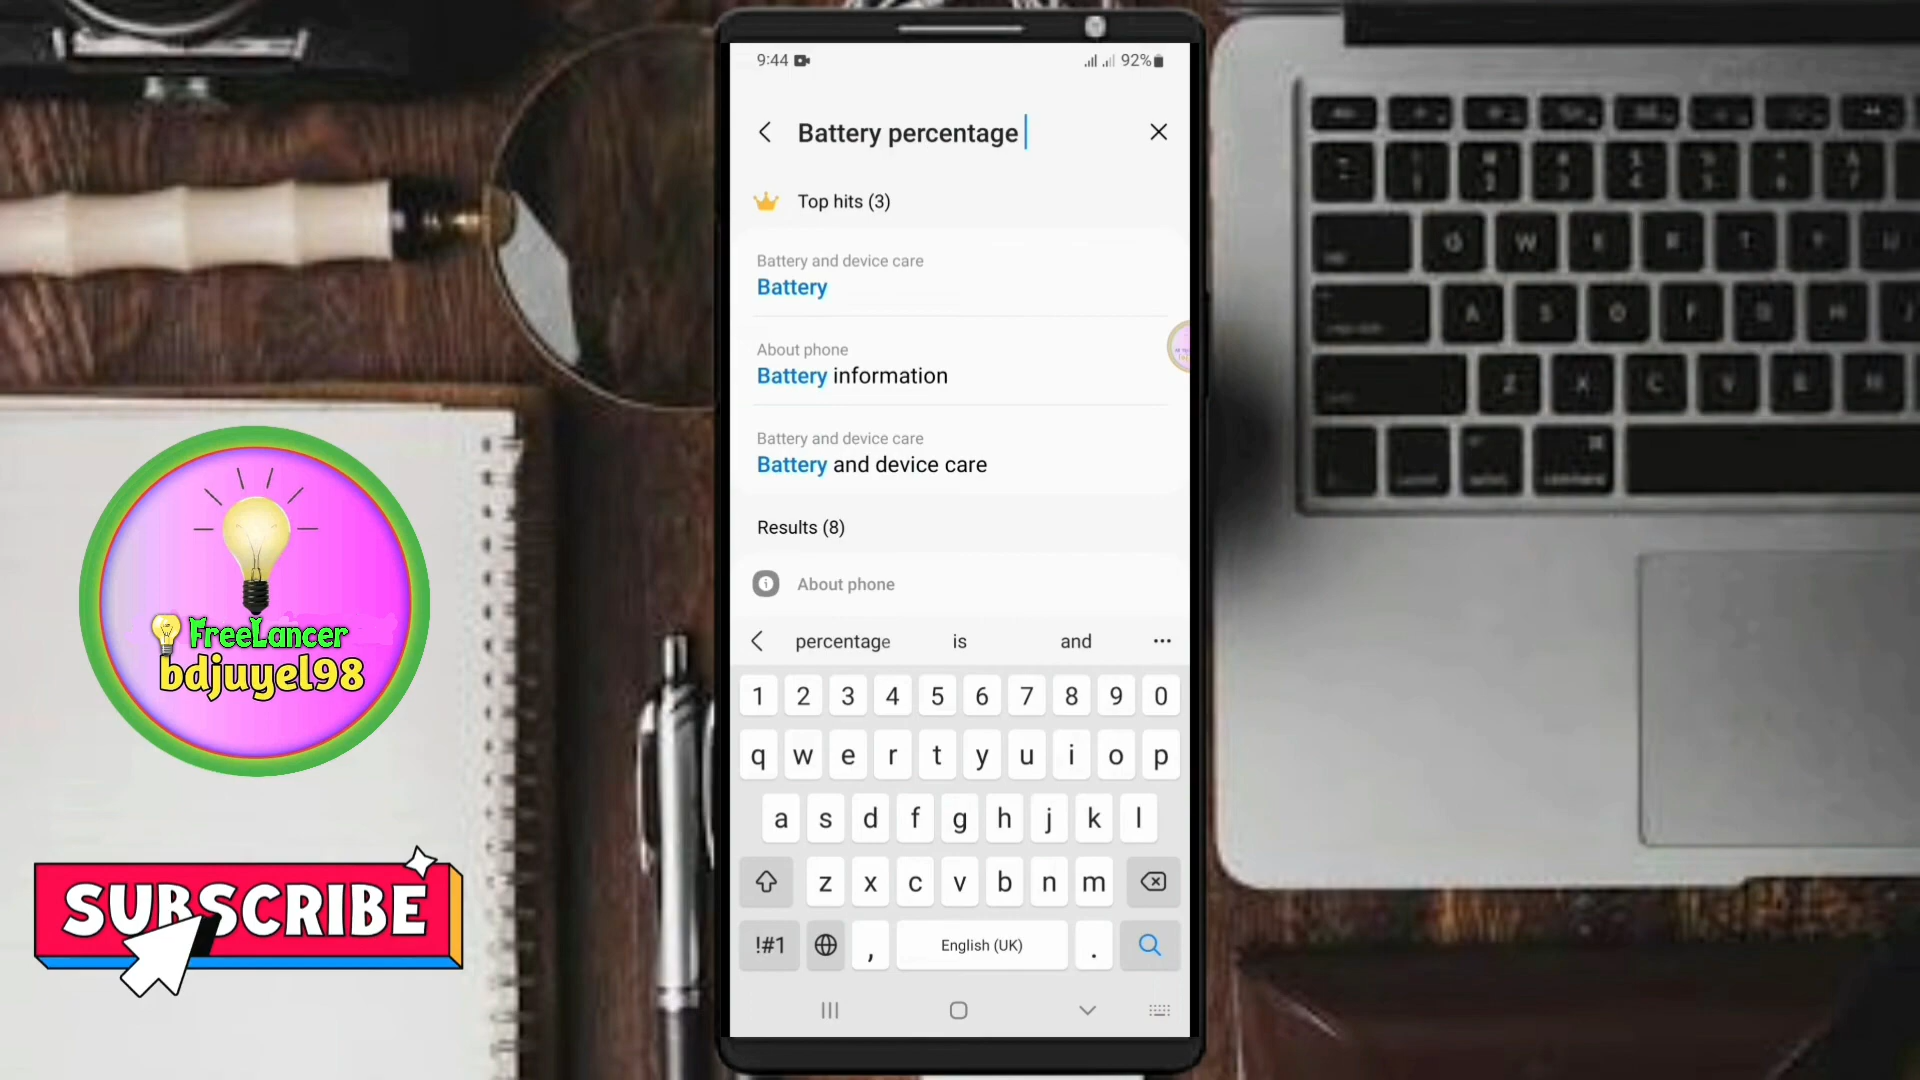 9:44
92%
Battery percentage
Top hits (3)
Battery and device care
Battery
About phone
Battery information
Battery and device care
Battery and device care
Results (8)
About phone
percentage is and
1 2 3 4 5 6 7 8 9 0
q w e r t y u i o p
a s d f g h j k l
z x c v b n m
!#1 , English (UK) .
FreeLancer
bdjuyel98
SUBSCRIBE